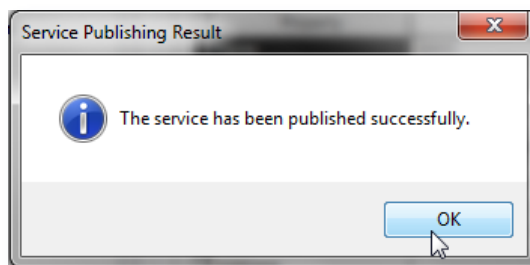 Service Publishing Result
The service has been published successfully.
OK